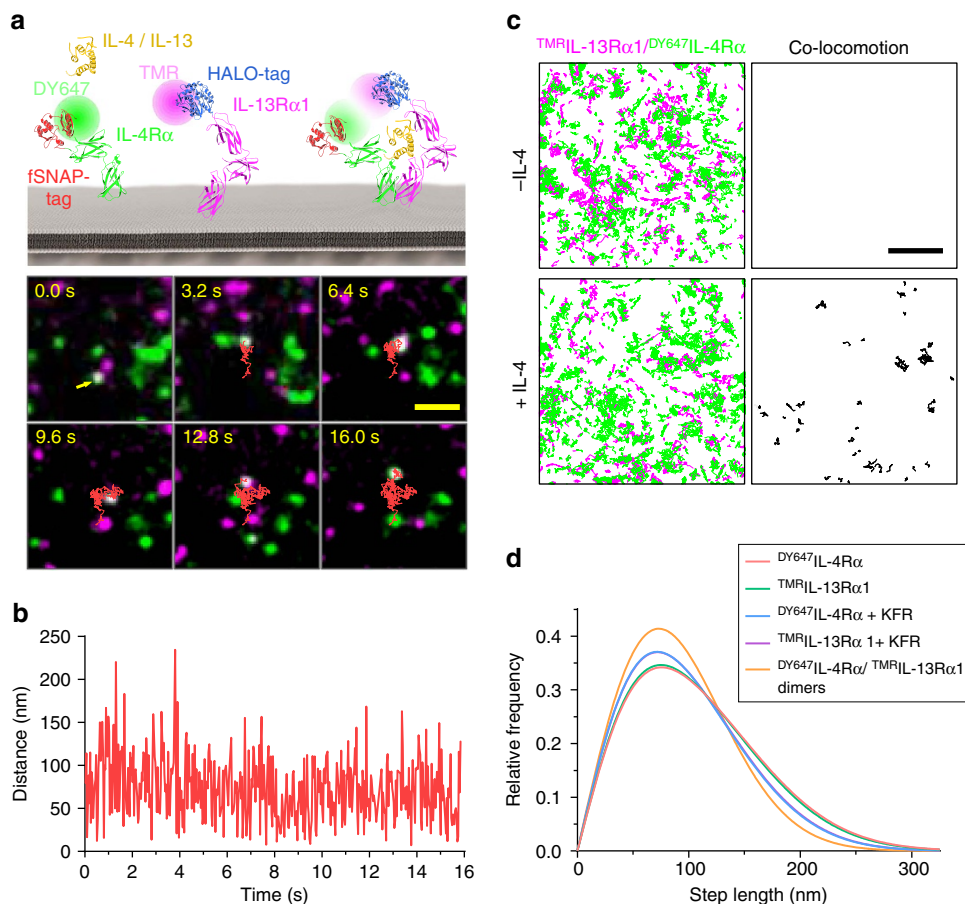 a
IL-4 / IL-13
DY647
TMR
HALO-tag
IL-13Rα1
IL-4Rα
fSNAP-
tag
0.0 s
3.2 s
6.4 s
9.6 s
12.8 s
16.0 s
b
250
200
150
100
50
0
Distance (nm)
0 2 4 6 8 10 12 14 16
Time (s)
c
TMRIL-13Rα1/DY647IL-4Rα
Co-locomotion
–IL-4
+ IL-4
d
DY647IL-4Rα
TMRIL-13Rα1
DY647IL-4Rα + KFR
TMRIL-13Rα 1+ KFR
DY647IL-4Rα/ TMRIL-13Rα1
dimers
0.4
0.3
0.2
0.1
0.0
Relative frequency
0 100 200 300
Step length (nm)